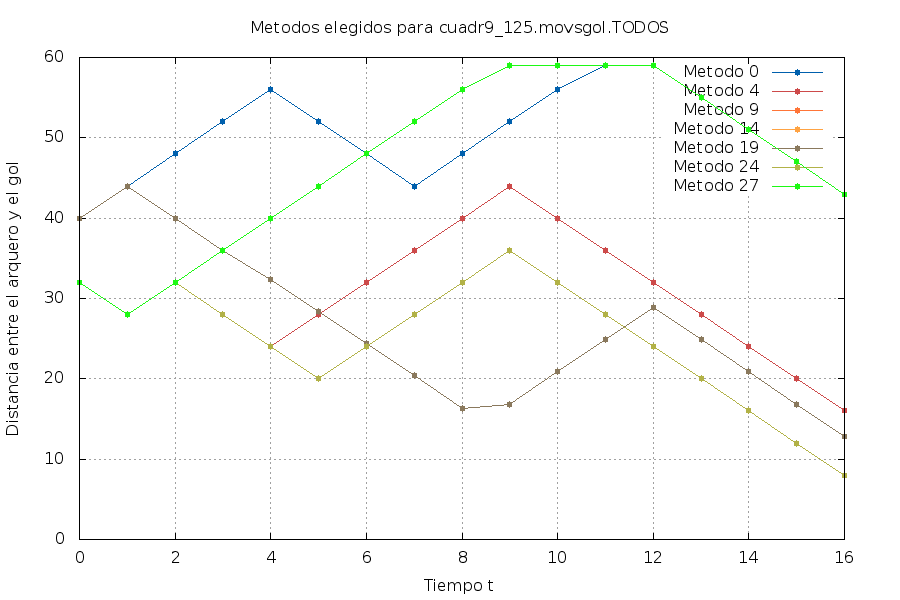 Metodos elegidos para cuadr9_125.movsgol.TODOS
Distancia entre el arquero y el gol
60
50
40
30
20
10
0
Metodo 0
Metodo 4
Metodo 9
Metodo 14
Metodo 19
Metodo 24
Metodo 27
0 2 4 6 8 10 12 14 16
Tiempo t